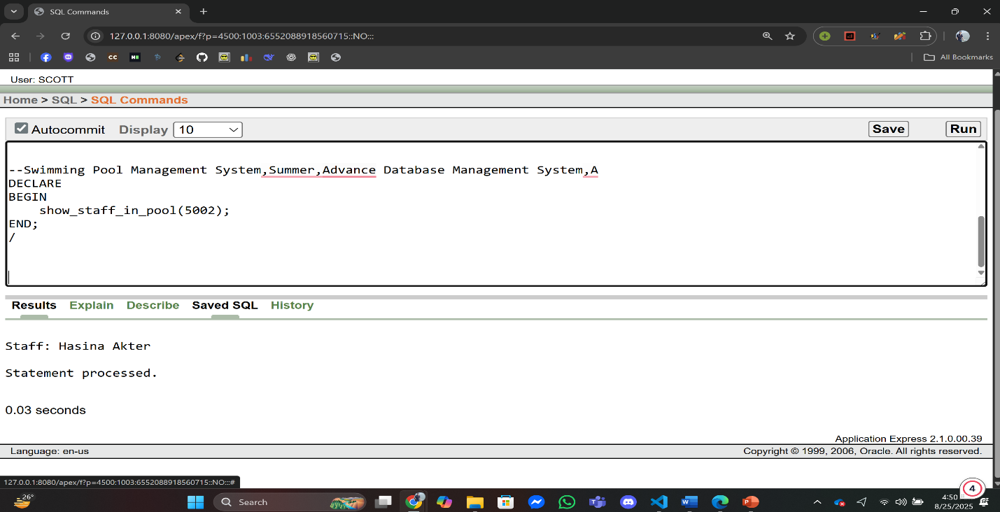 SQL Commands
127.0.0.1:8080/apex/f?p=4500:1003:6552088918560715::NO:::
All Bookmarks
User: SCOTT
Home > SQL > SQL Commands
Autocommit Display 10 Save Run
--Swimming Pool Management System,Summer,Advance Database Management System,A
DECLARE
BEGIN
show_staff_in_pool(5002);
END;
/
Results Explain Describe Saved SQL History
Staff: Hasina Akter
Statement processed.
0.03 seconds
Application Express 2.1.0.00.39
Language: en-us Copyright © 1999, 2006, Oracle. All rights reserved.
127.0.0.1:8080/apex/f?p=4500:1003:6552088918560715::NO:::#
4
26°
Search
4:50
8/25/2025